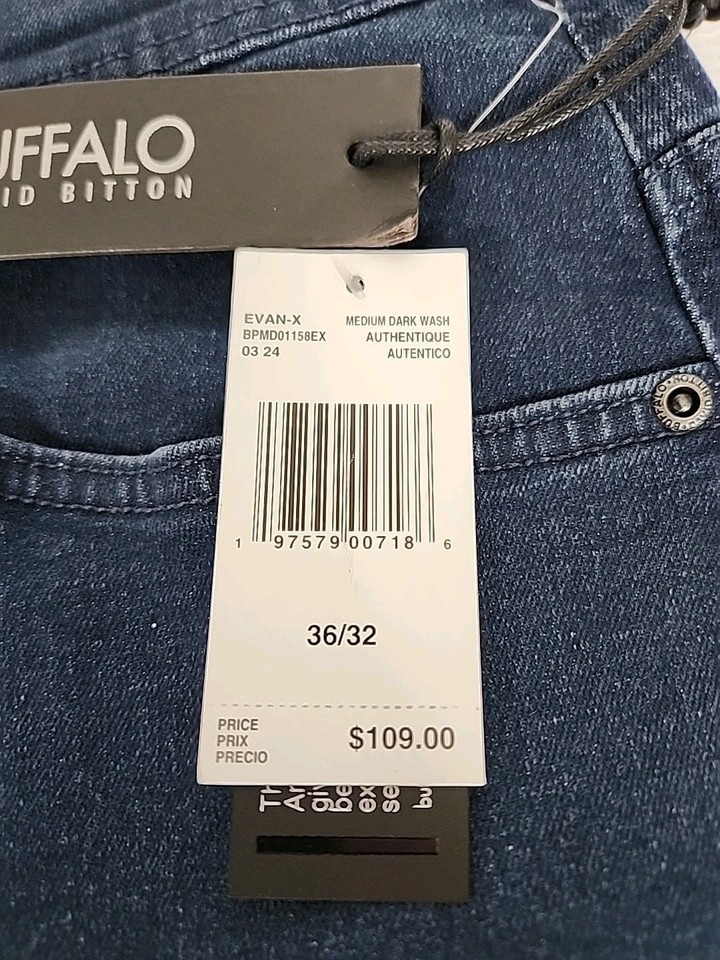 UFFALO
ID BITTON
EVAN-X
BPMD01158EX
03 24
MEDIUM DARK WASH
AUTHENTIQUE
AUTENTICO
1 97579 00718 6
36/32
PRICE
PRIX
PRECIO
$109.00
BUFFALO